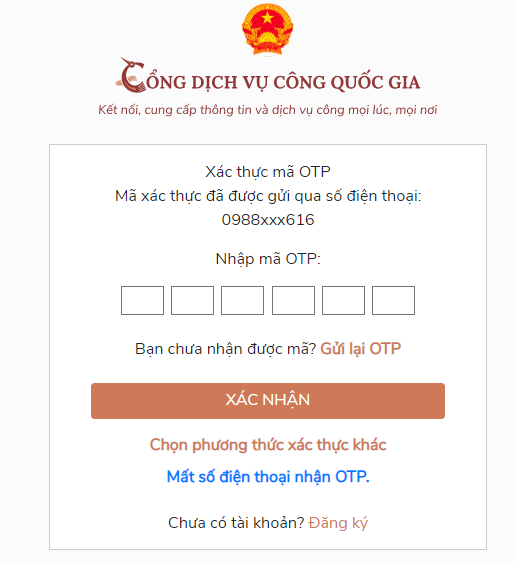 CỔNG DỊCH VỤ CÔNG QUỐC GIA
Kết nối, cung cấp thông tin và dịch vụ công mọi lúc, mọi nơi
Xác thực mã OTP
Mã xác thực đã được gửi qua số điện thoại:
0988xxx616
Nhập mã OTP:
Bạn chưa nhận được mã? Gửi lại OTP
XÁC NHẬN
Chọn phương thức xác thực khác
Mất số điện thoại nhận OTP.
Chưa có tài khoản? Đăng ký